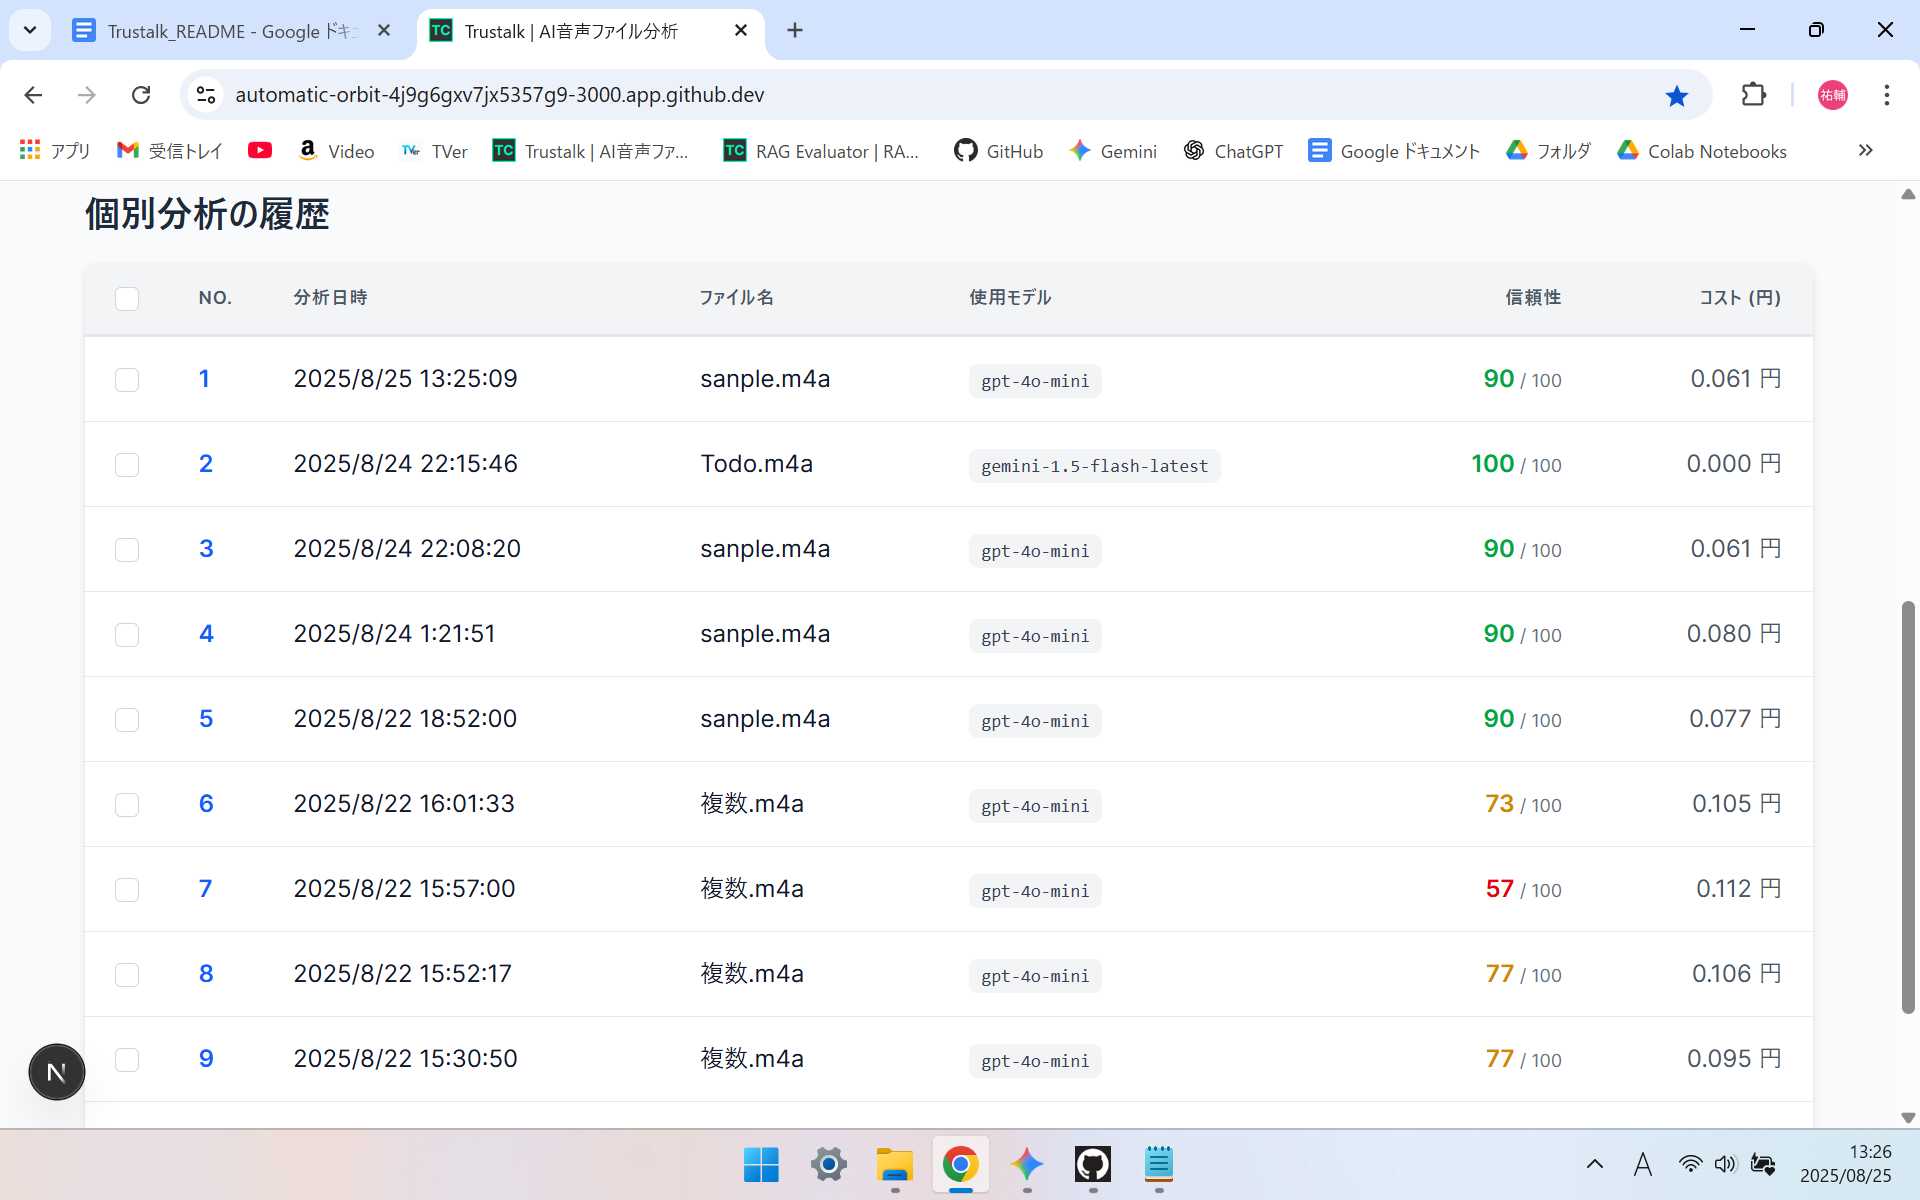 Trustalk_README - Google ドキュ
TC Trustalk | AI音声ファイル分析
automatic-orbit-4j9g6gxv7jx5357g9-3000.app.github.dev
祐輔
アプリ 受信トレイ Video TVer TVer TC Trustalk | AI音声ファ... TC RAG Evaluator | RA... GitHub Gemini ChatGPT Google ドキュメント フォルダ Colab Notebooks
個別分析の履歴
NO. 分析日時 ファイル名 使用モデル 信頼性 コスト (円)
1 2025/8/25 13:25:09 sanple.m4a gpt-4o-mini 90 / 100 0.061 円
2 2025/8/24 22:15:46 Todo.m4a gemini-1.5-flash-latest 100 / 100 0.000 円
3 2025/8/24 22:08:20 sanple.m4a gpt-4o-mini 90 / 100 0.061 円
4 2025/8/24 1:21:51 sanple.m4a gpt-4o-mini 90 / 100 0.080 円
5 2025/8/22 18:52:00 sanple.m4a gpt-4o-mini 90 / 100 0.077 円
6 2025/8/22 16:01:33 複数.m4a gpt-4o-mini 73 / 100 0.105 円
7 2025/8/22 15:57:00 複数.m4a gpt-4o-mini 57 / 100 0.112 円
8 2025/8/22 15:52:17 複数.m4a gpt-4o-mini 77 / 100 0.106 円
9 2025/8/22 15:30:50 複数.m4a gpt-4o-mini 77 / 100 0.095 円
N
A
13:26
2025/08/25